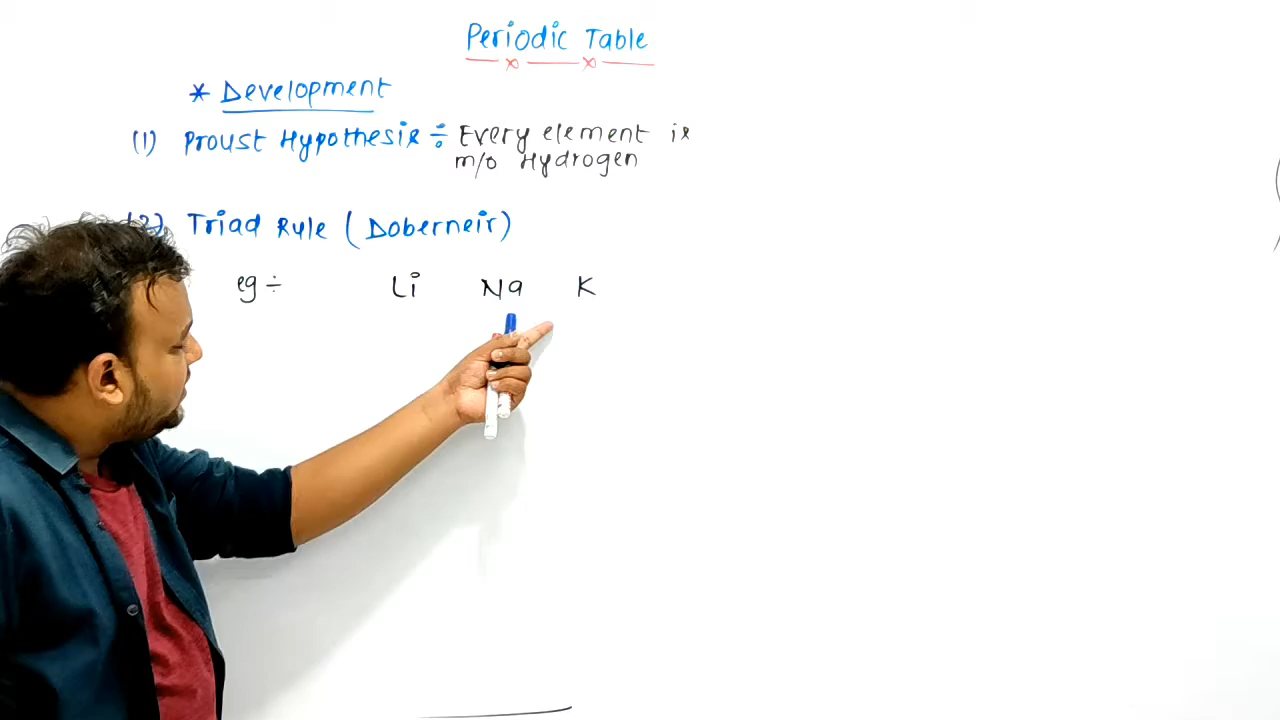 Periodic Table
* Development
(1) Proust Hypothesis ÷ Every element is
m/o Hydrogen
(2) Triad Rule (Doberneir)
eg ÷ Li Na K